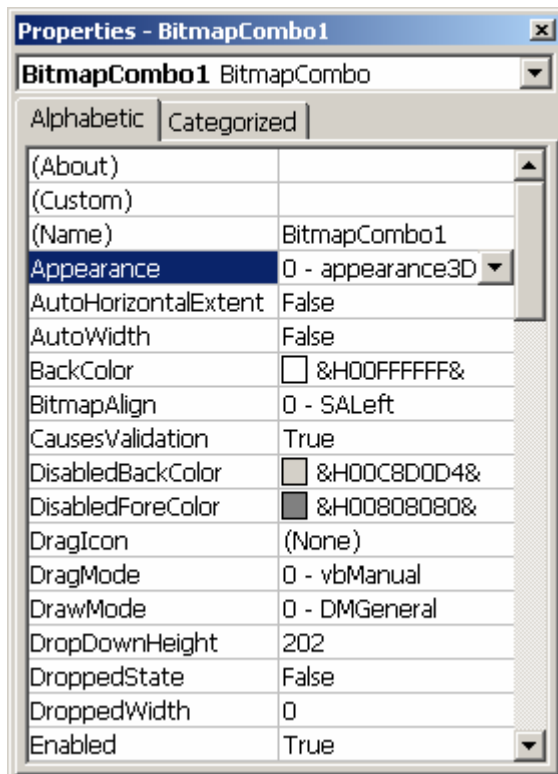 Properties - BitmapCombo1
BitmapCombo1 BitmapCombo
Alphabetic Categorized
(About)
(Custom)
(Name) BitmapCombo1
Appearance 0 - appearance3D
AutoHorizontalExtent False
AutoWidth False
BackColor &H00FFFFFF&
BitmapAlign 0 - SALeft
CausesValidation True
DisabledBackColor &H00C8D0D4&
DisabledForeColor &H00808080&
DragIcon (None)
DragMode 0 - vbManual
DrawMode 0 - DMGeneral
DropDownHeight 202
DroppedState False
DroppedWidth 0
Enabled True